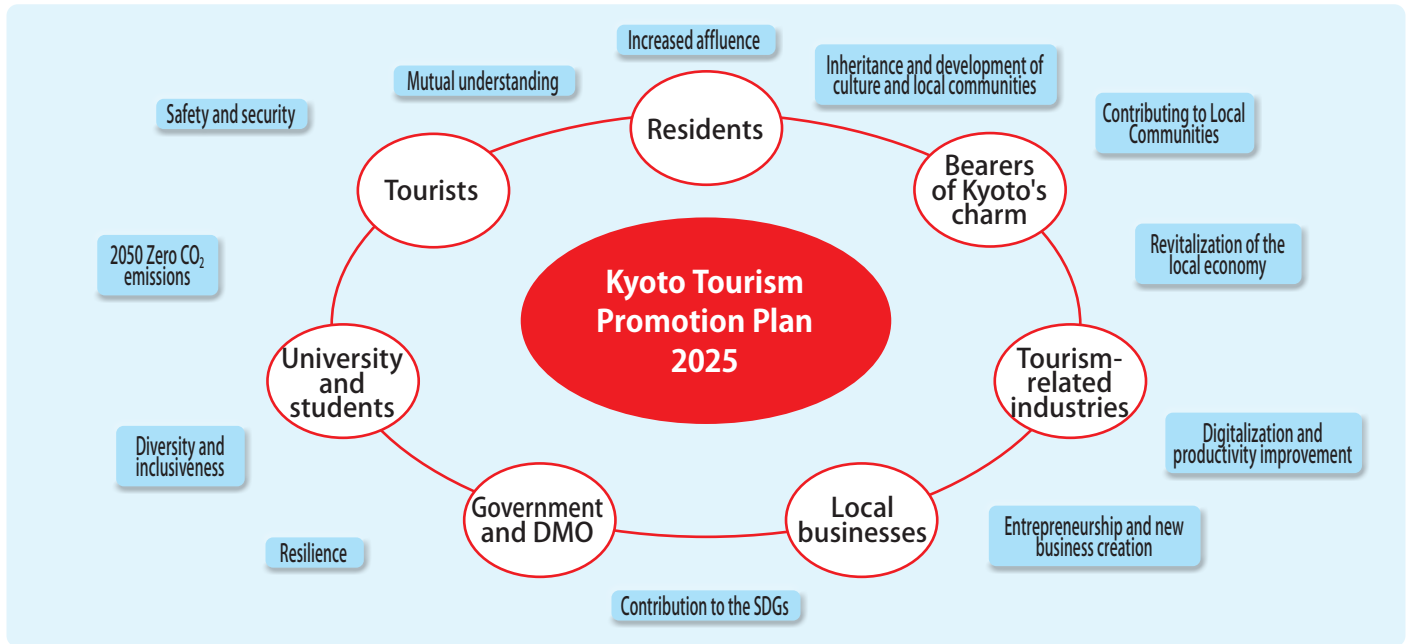 Increased affluence
Mutual understanding
Inheritance and development of
culture and local communities
Safety and security
Contributing to Local
Communities
Residents
Tourists
Bearers
of Kyoto's
charm
2050 Zero CO₂
emissions
Revitalization of the
local economy
Kyoto Tourism
Promotion Plan
2025
University
and
students
Tourism-
related
industries
Diversity and
inclusiveness
Digitalization and
productivity improvement
Government
and DMO
Local
businesses
Entrepreneurship and new
business creation
Resilience
Contribution to the SDGs